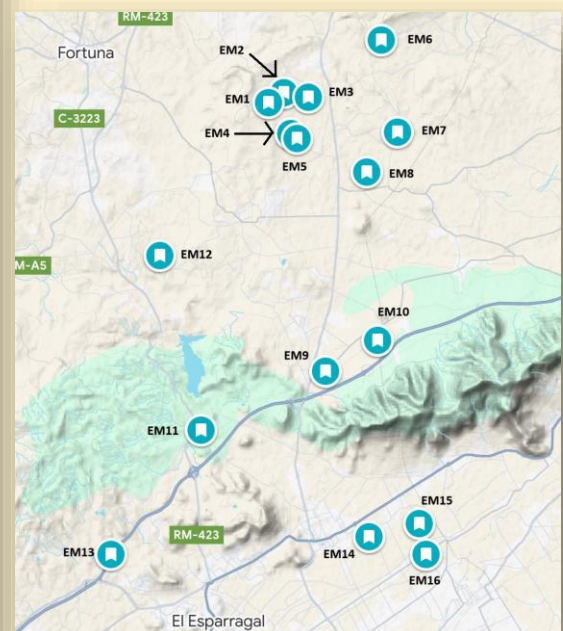 RM-423
Fortuna
EM6
EM2
EM1
EM3
C-3223
EM4
EM7
EM5
EM8
EM12
M-A5
EM10
EM9
EM11
EM15
RM-423
EM14
EM13
EM16
El Esparragal